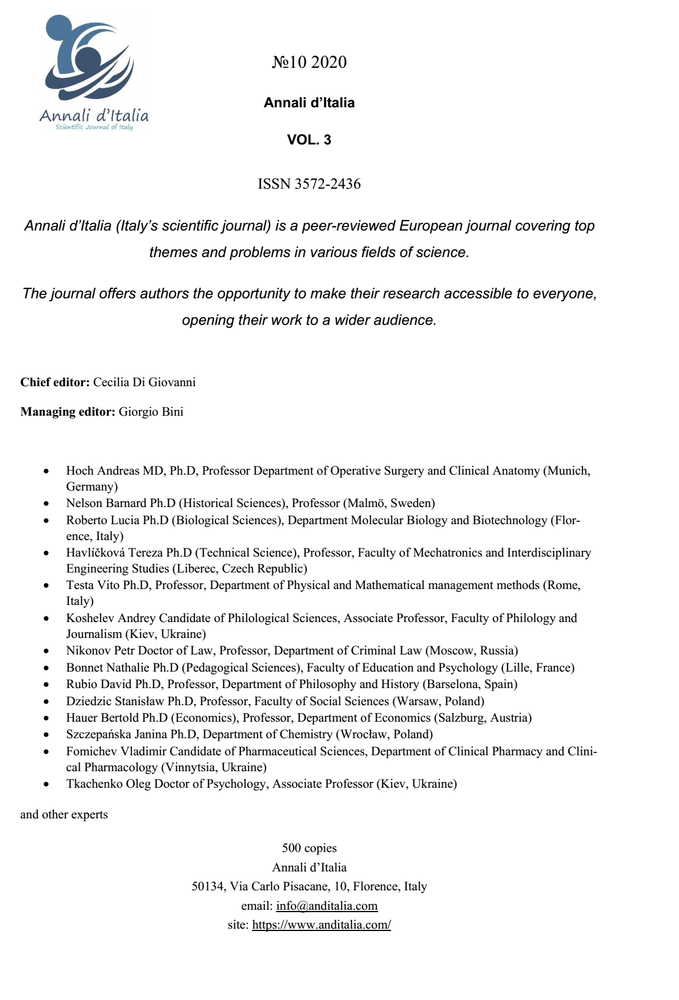 Annali d'Italia
Scientific Journal of Italy
№10 2020
Annali d’Italia
VOL. 3
ISSN 3572-2436
Annali d’Italia (Italy’s scientific journal) is a peer-reviewed European journal covering top
themes and problems in various fields of science.
The journal offers authors the opportunity to make their research accessible to everyone,
opening their work to a wider audience.
Chief editor: Cecilia Di Giovanni
Managing editor: Giorgio Bini
• Hoch Andreas MD, Ph.D, Professor Department of Operative Surgery and Clinical Anatomy (Munich,
Germany)
• Nelson Barnard Ph.D (Historical Sciences), Professor (Malmö, Sweden)
• Roberto Lucia Ph.D (Biological Sciences), Department Molecular Biology and Biotechnology (Flor-
ence, Italy)
• Havlíčková Tereza Ph.D (Technical Science), Professor, Faculty of Mechatronics and Interdisciplinary
Engineering Studies (Liberec, Czech Republic)
• Testa Vito Ph.D, Professor, Department of Physical and Mathematical management methods (Rome,
Italy)
• Koshelev Andrey Candidate of Philological Sciences, Associate Professor, Faculty of Philology and
Journalism (Kiev, Ukraine)
• Nikonov Petr Doctor of Law, Professor, Department of Criminal Law (Moscow, Russia)
• Bonnet Nathalie Ph.D (Pedagogical Sciences), Faculty of Education and Psychology (Lille, France)
• Rubio David Ph.D, Professor, Department of Philosophy and History (Barselona, Spain)
• Dziedzic Stanisław Ph.D, Professor, Faculty of Social Sciences (Warsaw, Poland)
• Hauer Bertold Ph.D (Economics), Professor, Department of Economics (Salzburg, Austria)
• Szczepańska Janina Ph.D, Department of Chemistry (Wrocław, Poland)
• Fomichev Vladimir Candidate of Pharmaceutical Sciences, Department of Clinical Pharmacy and Clini-
cal Pharmacology (Vinnytsia, Ukraine)
• Tkachenko Oleg Doctor of Psychology, Associate Professor (Kiev, Ukraine)
and other experts
500 copies
Annali d’Italia
50134, Via Carlo Pisacane, 10, Florence, Italy
email: info@anditalia.com
site: https://www.anditalia.com/